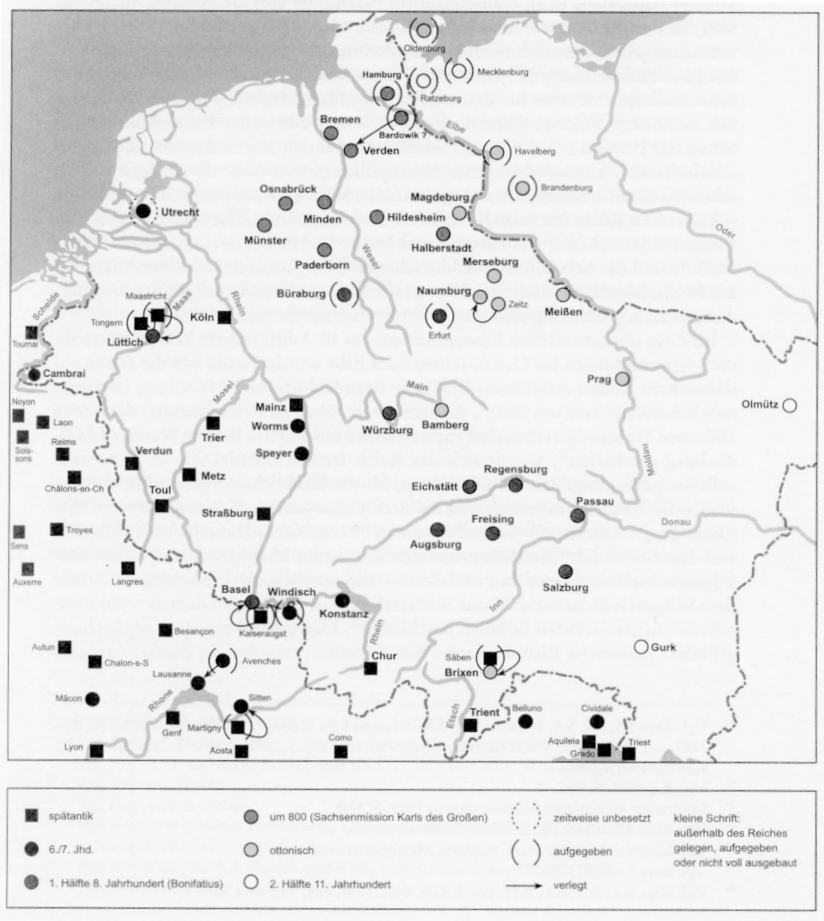 Oldenburg
Mecklenburg
Hamburg
Ratzeburg
Bremen
Bardowik ?
Elbe
Verden
Havelberg
Brandenburg
Osnabrück
Magdeburg
Utrecht
Minden
Hildesheim
Oder
Münster
Halberstadt
Paderborn
Weser
Merseburg
Büraburg
Naumburg
Zeitz
Meißen
Schelde
Maastricht
Maas
Rhein
Tongern
Köln
Erfurt
Tournai
Lüttich
Cambrai
Mosel
Main
Prag
Noyon
Laon
Mainz
Olmütz
Worms
Würzburg
Bamberg
Trier
Reims
Sois-
sons
Verdun
Speyer
Moldau
Châlons-en-Ch.
Metz
Regensburg
Eichstätt
Toul
Passau
Straßburg
Donau
Troyes
Freising
Sens
Augsburg
Auxerre
Langres
Salzburg
Basel
Windisch
Inn
Konstanz
Kaiseraugst
Besançon
Rhein
Autun
Gurk
Chalon-s-S
Avenches
Säben
Lausanne
Chur
Brixen
Mâcon
Rhone
Sitten
Etsch
Belluno
Cividale
Genf
Martigny
Trient
Aquileia
Triest
Lyon
Aosta
Como
Grado
spätantik
um 800 (Sachsenmission Karls des Großen)
zeitweise unbesetzt
kleine Schrift:
außerhalb des Reiches
gelegen, aufgegeben
oder nicht voll ausgebaut
6./7. Jhd.
ottonisch
aufgegeben
1. Hälfte 8. Jahrhundert (Bonifatius)
2. Hälfte 11. Jahrhundert
verlegt